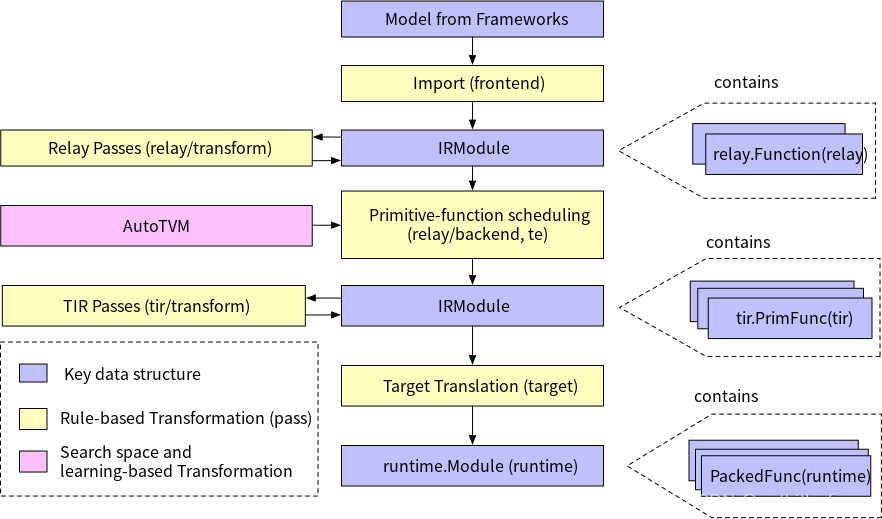 Model from Frameworks
Import (frontend)
contains
Relay Passes (relay/transform)
IRModule
relay.Function(relay)
AutoTVM
Primitive-function scheduling
(relay/backend, te)
contains
TIR Passes (tir/transform)
IRModule
tir.PrimFunc(tir)
Key data structure
Target Translation (target)
contains
Rule-based Transformation (pass)
Search space and
learning-based Transformation
runtime.Module (runtime)
PackedFunc(runtime)